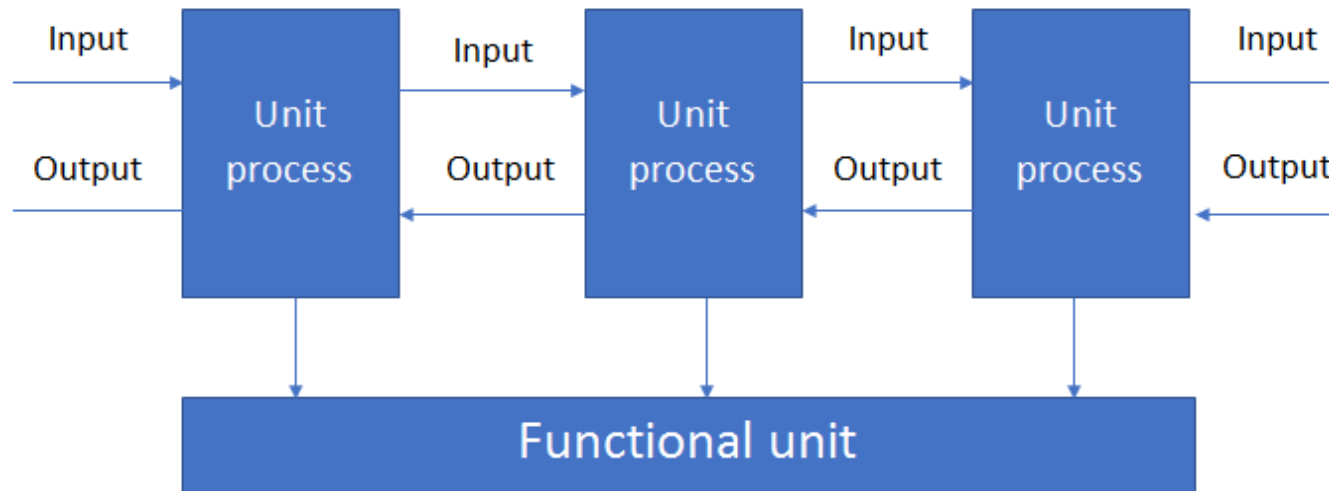 Input
Input
Input
Input
Unit
process
Unit
process
Unit
process
Output
Output
Output
Output
Functional unit